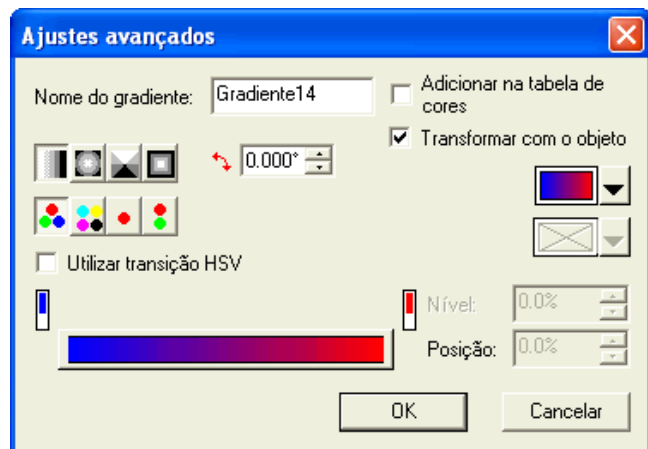 Ajustes avançados
Nome do gradiente:
Gradiente14
Adicionar na tabela de
cores
Transformar com o objeto
0.000°
Utilizar transição HSV
Nível:
0.0%
Posição:
0.0%
OK
Cancelar